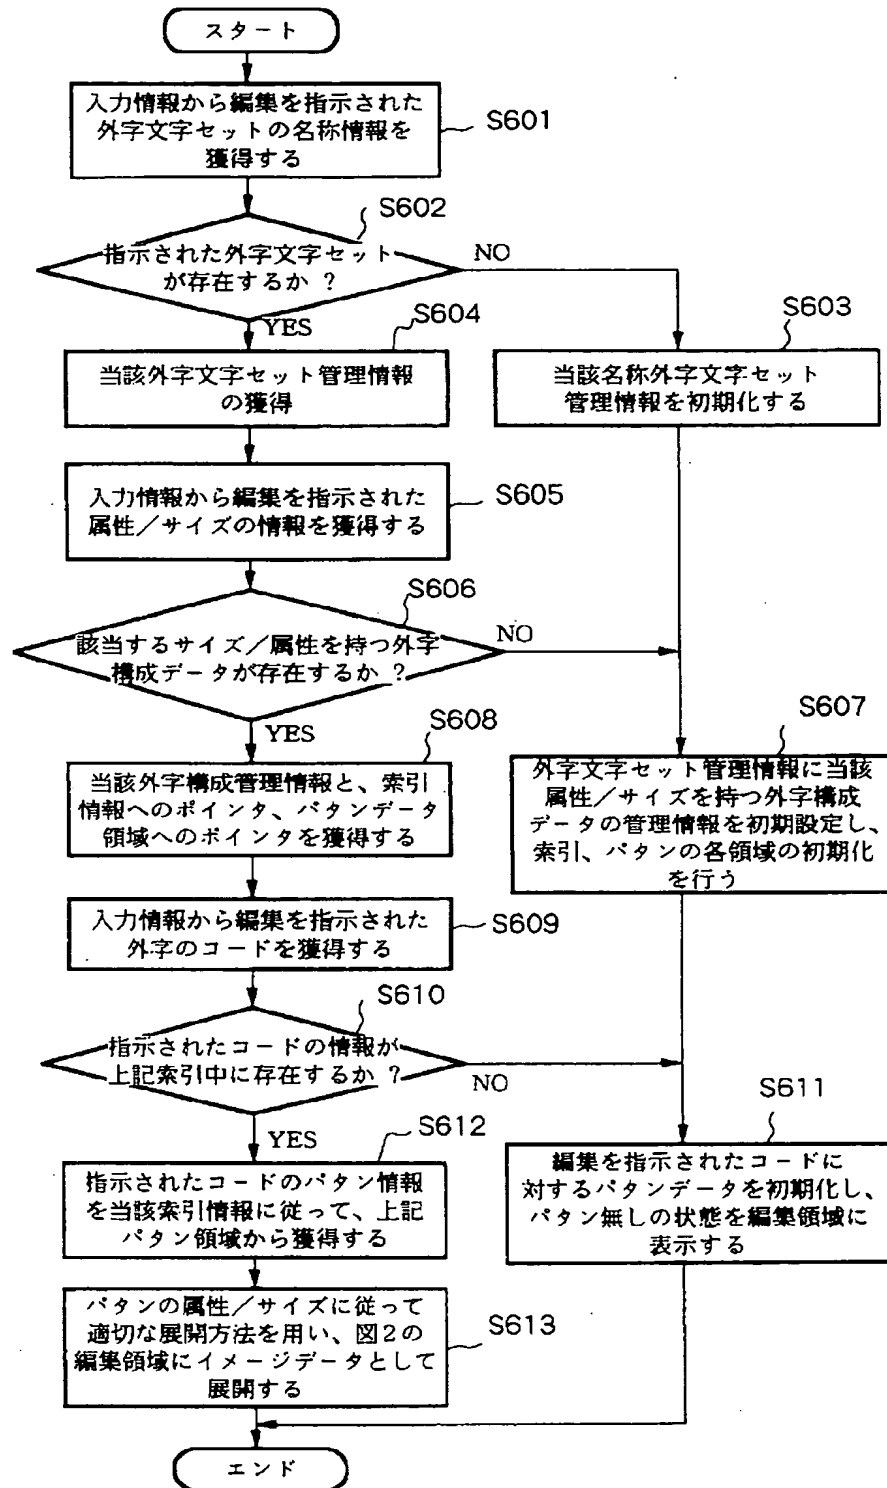 スタート
入力情報から編集を指示された
外字文字セットの名称情報を
獲得する
S601
S602
指示された外字文字セット
が存在するか ?
NO
YES
S604
当該外字文字セット管理情報
の獲得
S603
当該名称外字文字セット
管理情報を初期化する
入力情報から編集を指示された
属性／サイズの情報を獲得する
S605
S606
該当するサイズ／属性を持つ外字
構成データが存在するか ?
NO
YES
S608
当該外字構成管理情報と、索引
情報へのポインタ、パタンデータ
領域へのポインタを獲得する
S607
外字文字セット管理情報に当該
属性／サイズを持つ外字構成
データの管理情報を初期設定し、
索引、パタンの各領域の初期化
を行う
入力情報から編集を指示された
外字のコードを獲得する
S609
S610
指示されたコードの情報が
上記索引中に存在するか ?
NO
YES
S612
指示されたコードのパタン情報
を当該索引情報に従って、上記
パタン領域から獲得する
S611
編集を指示されたコードに
対するパタンデータを初期化し、
パタン無しの状態を編集領域に
表示する
パタンの属性／サイズに従って
適切な展開方法を用い、図2の
編集領域にイメージデータとして
展開する
S613
エンド